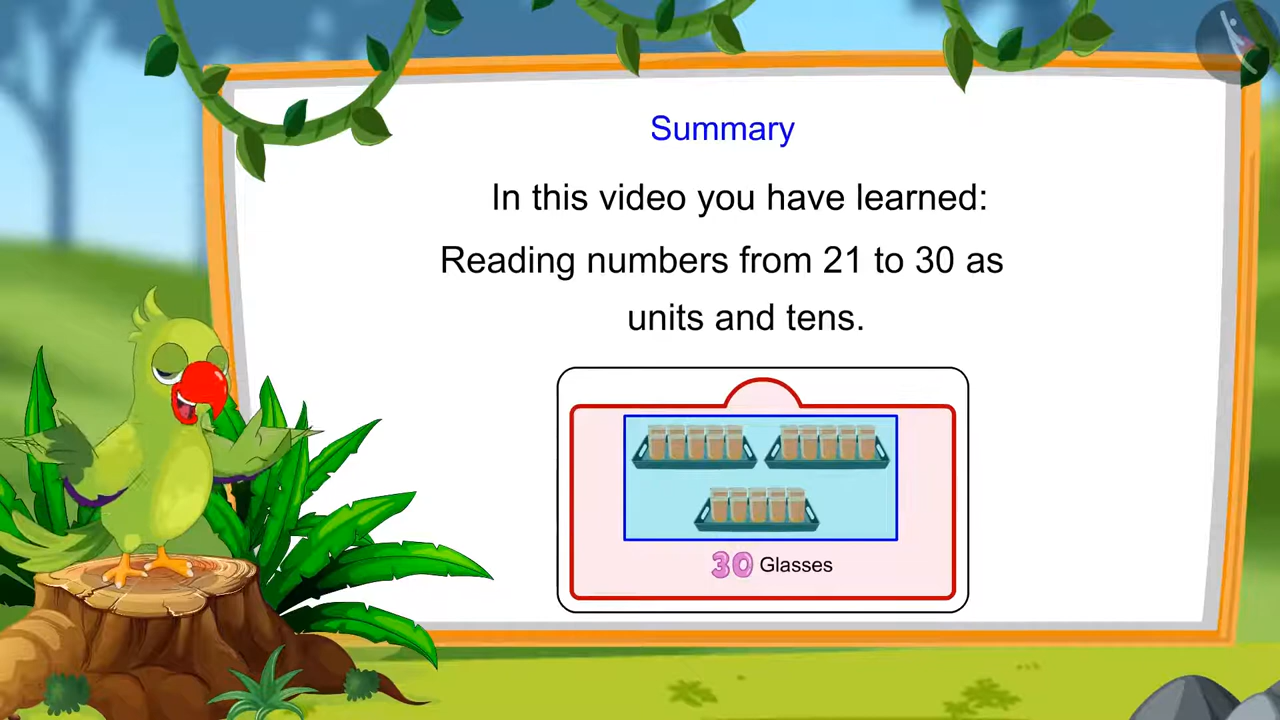 Summary
In this video you have learned:
Reading numbers from 21 to 30 as
units and tens.
30 Glasses